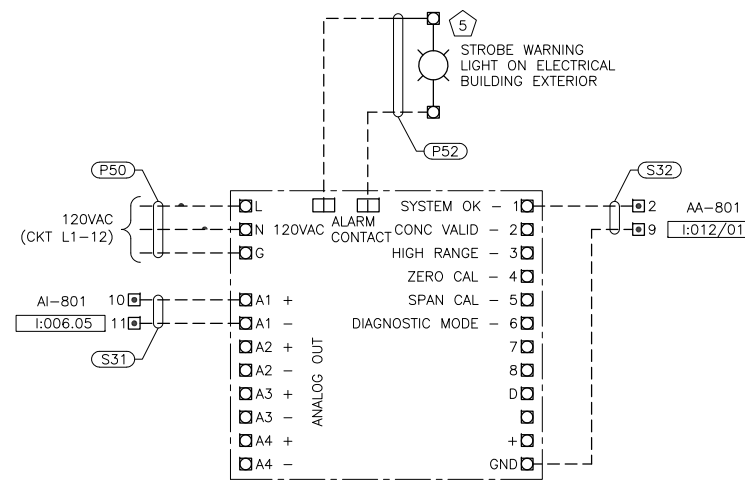 5
STROBE WARNING
LIGHT ON ELECTRICAL
BUILDING EXTERIOR
P52
P50
S32
L
SYSTEM OK - 1
2
AA-801
120VAC
(CKT L1-12)
N 120VAC
ALARM
CONTACT
CONC VALID - 2
9
I:012/01
G
HIGH RANGE - 3
ZERO CAL - 4
AI-801
10
A1 +
SPAN CAL - 5
I:006.05
11
A1 -
DIAGNOSTIC MODE - 6
S31
A2 +
7
A2 -
8
ANALOG OUT
A3 +
D
A3 -
A4 +
+
A4 -
GND